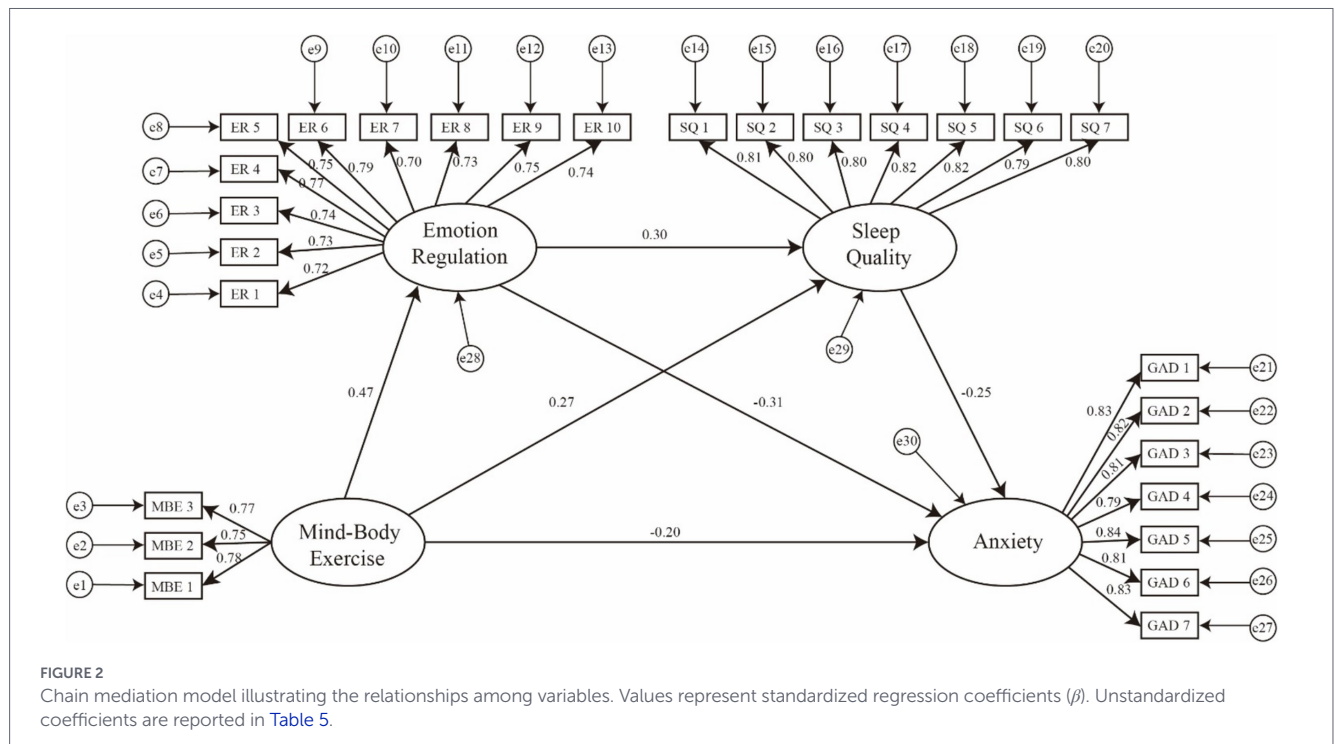 e9 e10 e11 e12 e13 e14 e15 e16 e17 e18 e19 e20
e8 ER 5 ER 6 ER 7 ER 8 ER 9 ER 10 SQ 1 SQ 2 SQ 3 SQ 4 SQ 5 SQ 6 SQ 7
0.75 0.79 0.70 0.73 0.75 0.74 0.81 0.80 0.80 0.82 0.82 0.79 0.80
e7 ER 4 0.77
e6 ER 3 0.74
e5 ER 2 0.73
e4 ER 1 0.72
Emotion
Regulation
0.30
Sleep
Quality
e28 e29
0.47 0.27 -0.31 -0.25
e30
GAD 1 e21
0.83
GAD 2 e22
0.82
GAD 3 e23
0.81
GAD 4 e24
0.79
GAD 5 e25
0.84
GAD 6 e26
0.81
GAD 7 e27
0.83
e3 MBE 3 0.77
e2 MBE 2 0.75
e1 MBE 1 0.78
Mind-Body
Exercise
-0.20
Anxiety
FIGURE 2
Chain mediation model illustrating the relationships among variables. Values represent standardized regression coefficients (β). Unstandardized
coefficients are reported in Table 5.